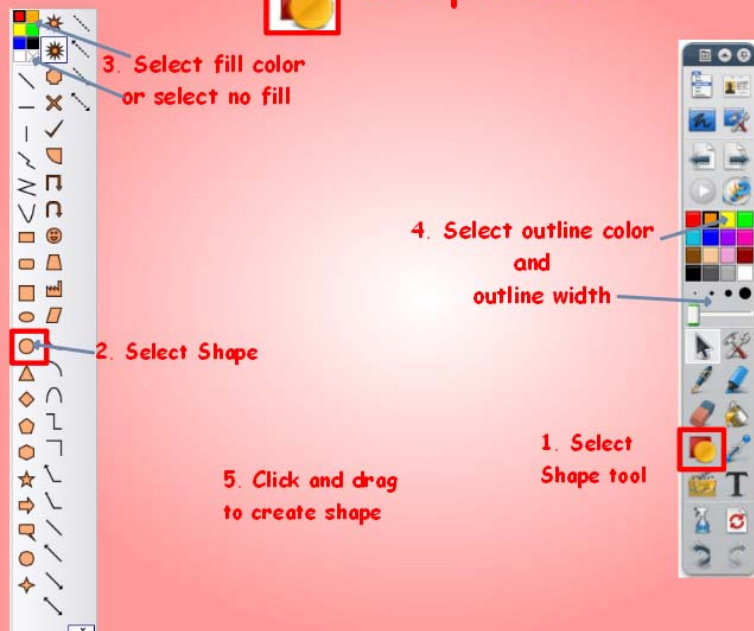 3. Select fill color
or select no fill
4. Select outline color
and
outline width
2. Select Shape
1. Select
Shape tool
5. Click and drag
to create shape
T